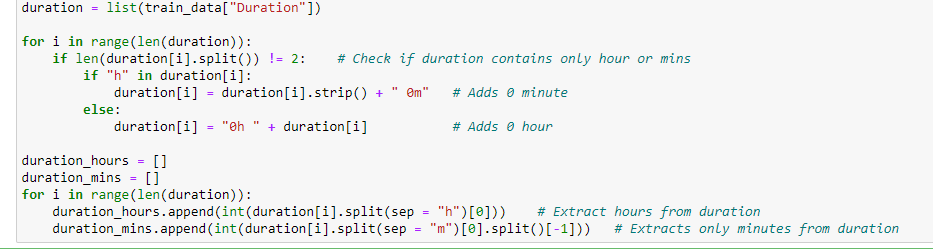 duration = list(train_data["Duration"])
for i in range(len(duration)):
    if len(duration[i].split()) != 2:    # Check if duration contains only hour or mins
        if "h" in duration[i]:
            duration[i] = duration[i].strip() + " 0m"   # Adds 0 minute
        else:
            duration[i] = "0h " + duration[i]           # Adds 0 hour
duration_hours = []
duration_mins = []
for i in range(len(duration)):
    duration_hours.append(int(duration[i].split(sep = "h")[0]))    # Extract hours from duration
    duration_mins.append(int(duration[i].split(sep = "m")[0].split()[-1]))   # Extracts only minutes from duration